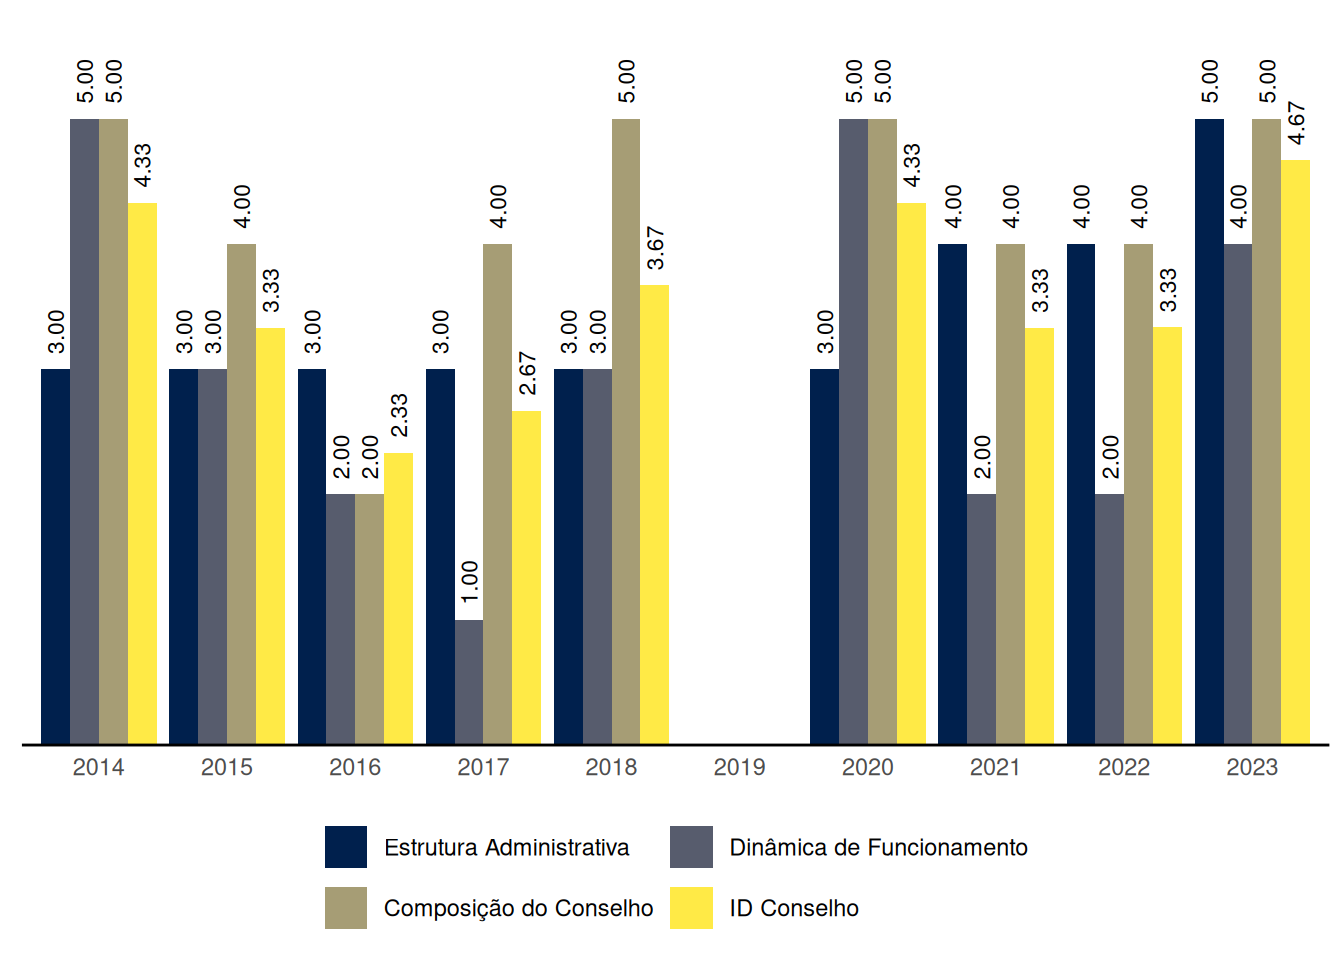 3.00 5.00 5.00 4.33 3.00 3.00 4.00 3.33 3.00 2.00 2.00 2.33 3.00 1.00 4.00 2.67 3.00 3.00 5.00 3.67 3.00 5.00 5.00 4.33 4.00 2.00 4.00 3.33 4.00 2.00 4.00 3.33 5.00 4.00 5.00 4.67
2014 2015 2016 2017 2018 2019 2020 2021 2022 2023
Estrutura Administrativa Dinâmica de Funcionamento
Composição do Conselho ID Conselho